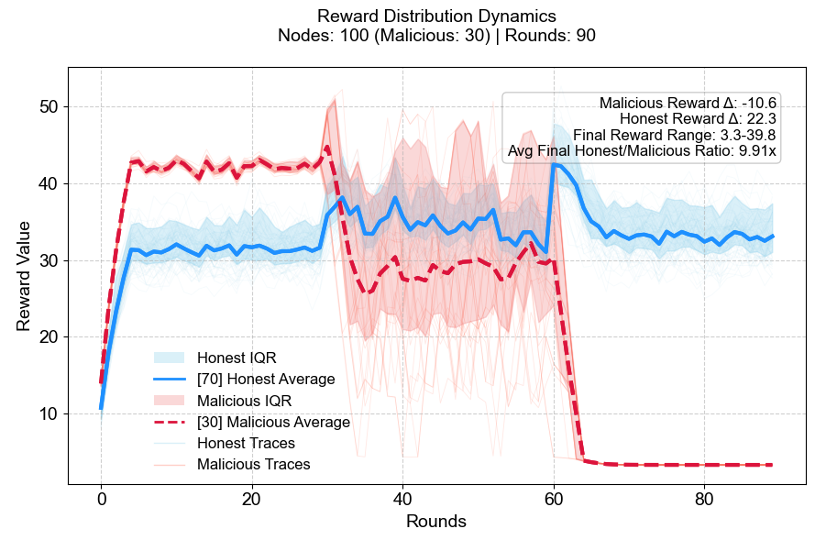 Reward Distribution Dynamics
Nodes: 100 (Malicious: 30) | Rounds: 90
Malicious Reward Δ: -10.6
Honest Reward Δ: 22.3
Final Reward Range: 3.3-39.8
Avg Final Honest/Malicious Ratio: 9.91x
Reward Value
50
40
30
20
10
Honest IQR
[70] Honest Average
Malicious IQR
[30] Malicious Average
Honest Traces
Malicious Traces
0
20
40
60
80
Rounds